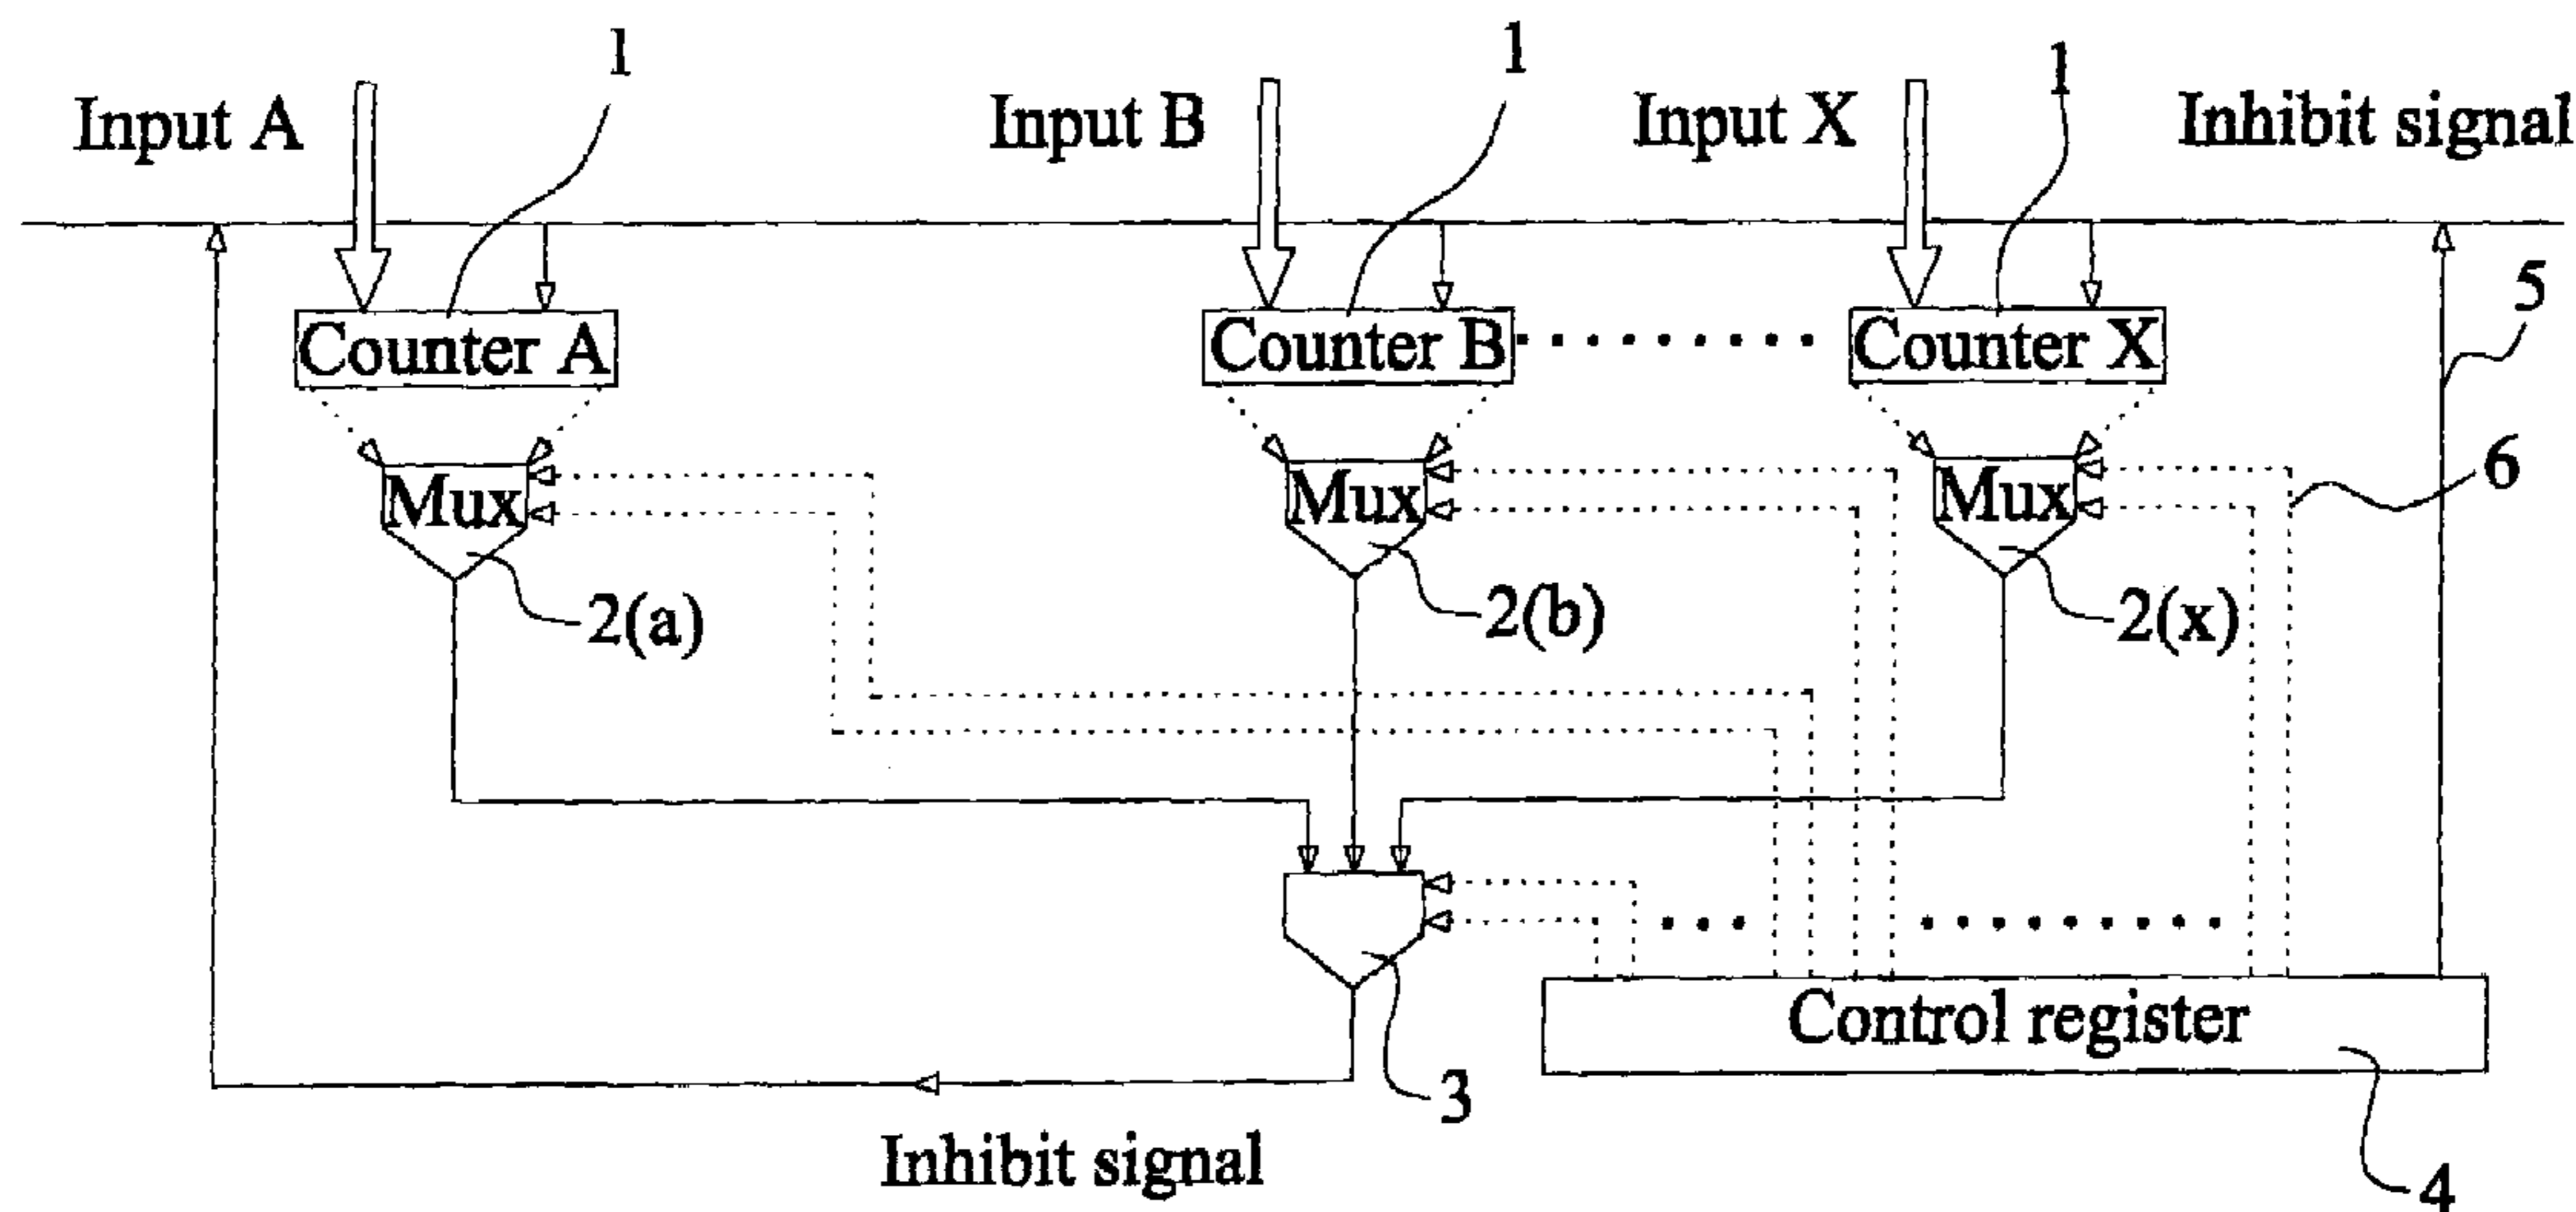 1 1 1
Input A Input B Input X Inhibit signal
5
Counter A Counter B Counter X
6
Mux Mux Mux
2(a) 2(b) 2(x)
Control register
3
Inhibit signal
4